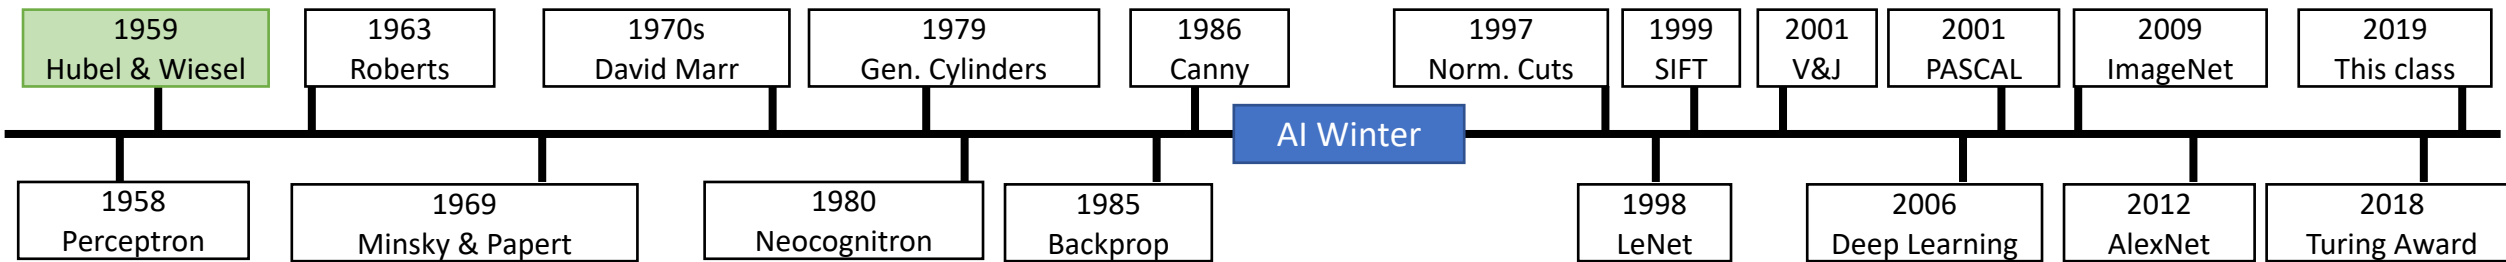 1959
Hubel & Wiesel
1963
Roberts
1970s
David Marr
1979
Gen. Cylinders
1986
Canny
1997
Norm. Cuts
1999
SIFT
2001
V&J
2001
PASCAL
2009
ImageNet
2019
This class
AI Winter
1958
Perceptron
1969
Minsky & Papert
1980
Neocognitron
1985
Backprop
1998
LeNet
2006
Deep Learning
2012
AlexNet
2018
Turing Award